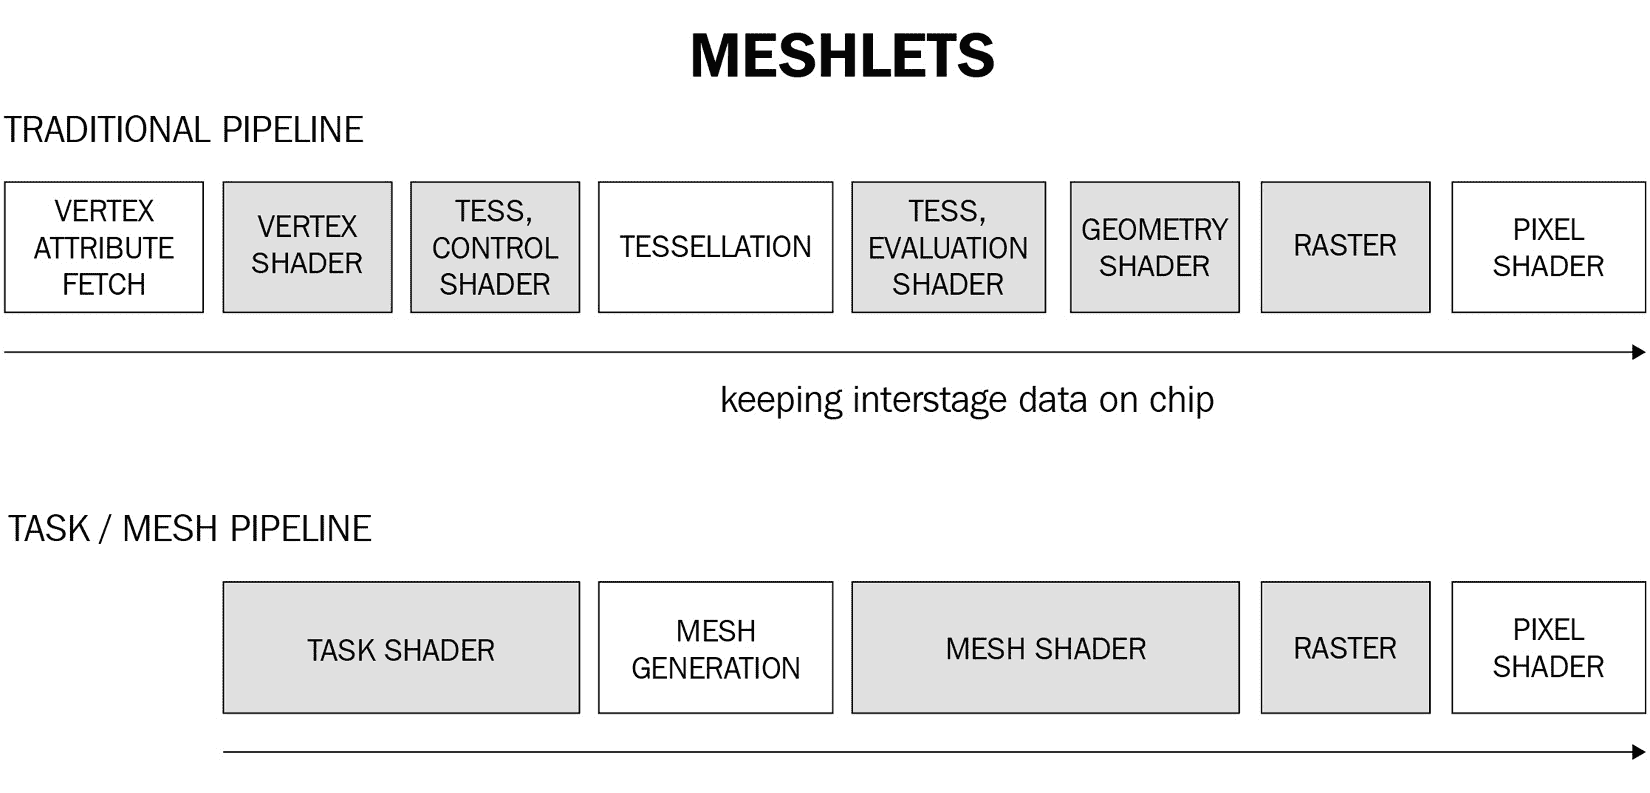 MESHLETS
TRADITIONAL PIPELINE
VERTEX
ATTRIBUTE
FETCH
VERTEX
SHADER
TESS,
CONTROL
SHADER
TESSELLATION
TESS,
EVALUATION
SHADER
GEOMETRY
SHADER
RASTER
PIXEL
SHADER
keeping interstage data on chip
TASK / MESH PIPELINE
TASK SHADER
MESH
GENERATION
MESH SHADER
RASTER
PIXEL
SHADER